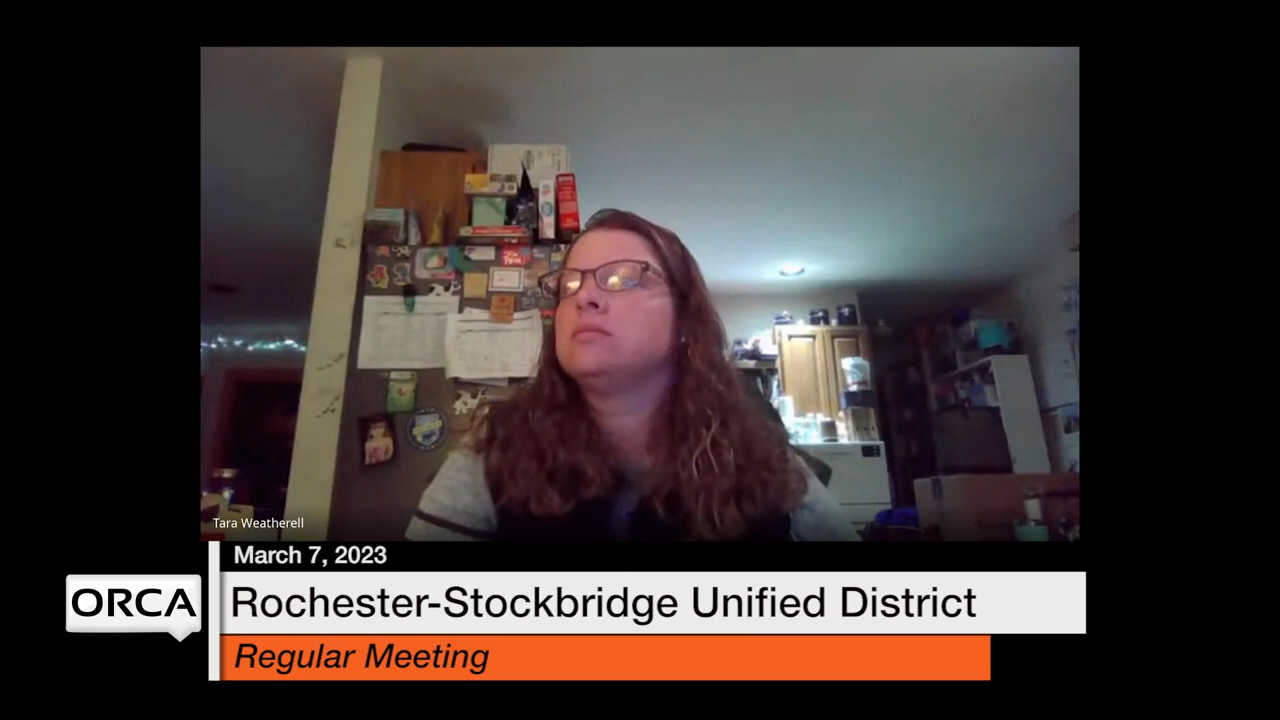 Tara Weatherell
March 7, 2023
ORCA
Rochester-Stockbridge Unified District
Regular Meeting